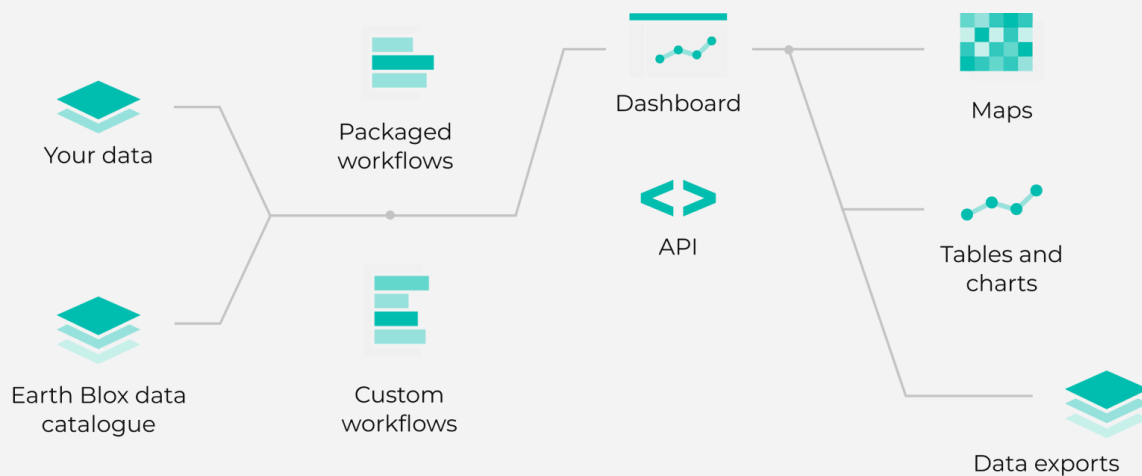 Your data
Earth Blox data
catalogue
Packaged
workflows
Custom
workflows
Dashboard
<>
API
Maps
Tables and
charts
Data exports